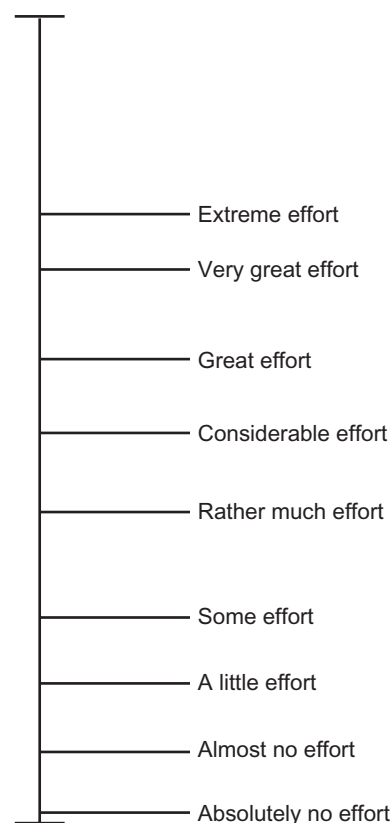 Extreme effort
Very great effort
Great effort
Considerable effort
Rather much effort
Some effort
A little effort
Almost no effort
Absolutely no effort